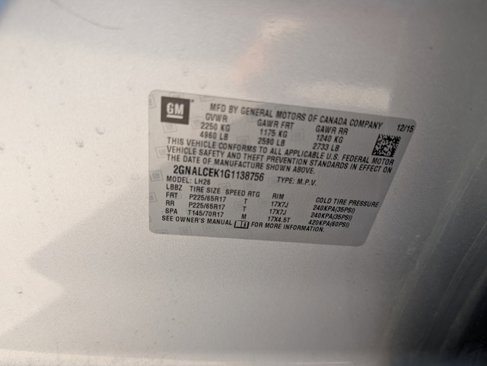 GM MFD BY GENERAL MOTORS OF CANADA COMPANY 12/15
GVWR GAWR FRT GAWR RR
2250 KG 1175 KG 1240 KG
4960 LB 2590 LB 2733 LB
THIS VEHICLE CONFORMS TO ALL APPLICABLE U.S. FEDERAL MOTOR
VEHICLE SAFETY AND THEFT PREVENTION STANDARDS IN EFFECT ON
THE DATE OF MANUFACTURE SHOWN ABOVE.
2GNALCEK1G1138756 TYPE: M.P.V.
MODEL: LH26
LBBZ TIRE SIZE SPEED RTG RIM COLD TIRE PRESSURE
FRT P225/65R17 T 17X7J 240KPA(35PSI)
RR P225/65R17 T 17X7J 240KPA(35PSI)
SPA T145/70R17 M 17X4.5T 420KPA(60PSI)
SEE OWNER'S MANUAL FOR MORE INFORMATION.